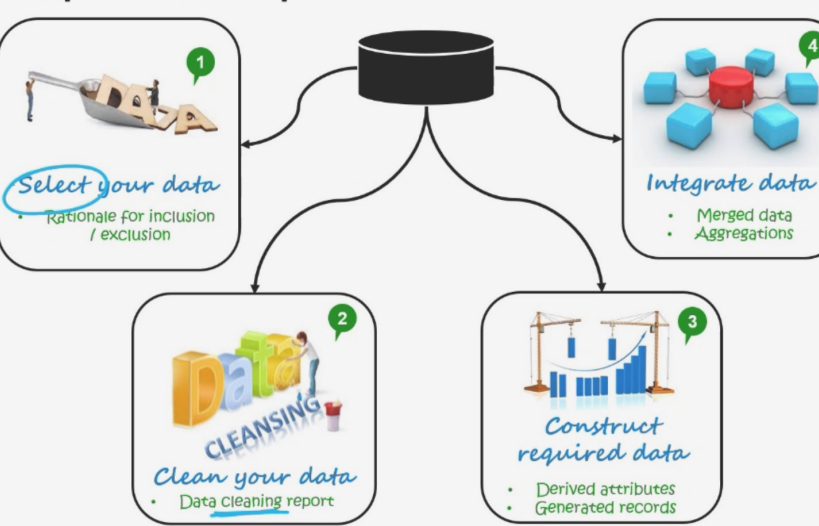 1
DATA
Select your data
• Rationale for inclusion
/ exclusion
2
Data
CLEANSING
Clean your data
• Data cleaning report
3
Construct
required data
• Derived attributes
• Generated records
4
Integrate data
• Merged data
• Aggregations